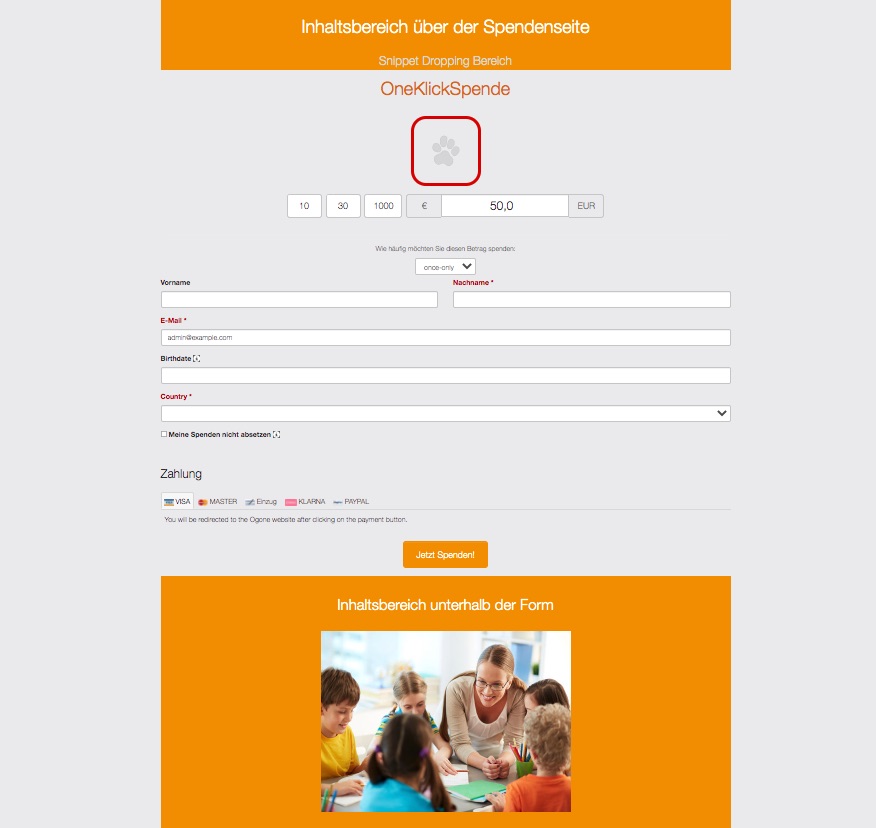 Inhaltsbereich über der Spendenseite
Snippet Dropping Bereich
OneKlickSpende
10 30 1000 € 50,0 EUR
Wie häufig möchten Sie diesen Betrag spenden:
once-only
Vorname Nachname *
E-Mail *
admin@example.com
Birthdate [i]
Country *
Meine Spenden nicht absetzen [i]
Zahlung
VISA MASTER Einzug KLARNA PAYPAL
You will be redirected to the Ogone website after clicking on the payment button.
Jetzt Spenden!
Inhaltsbereich unterhalb der Form